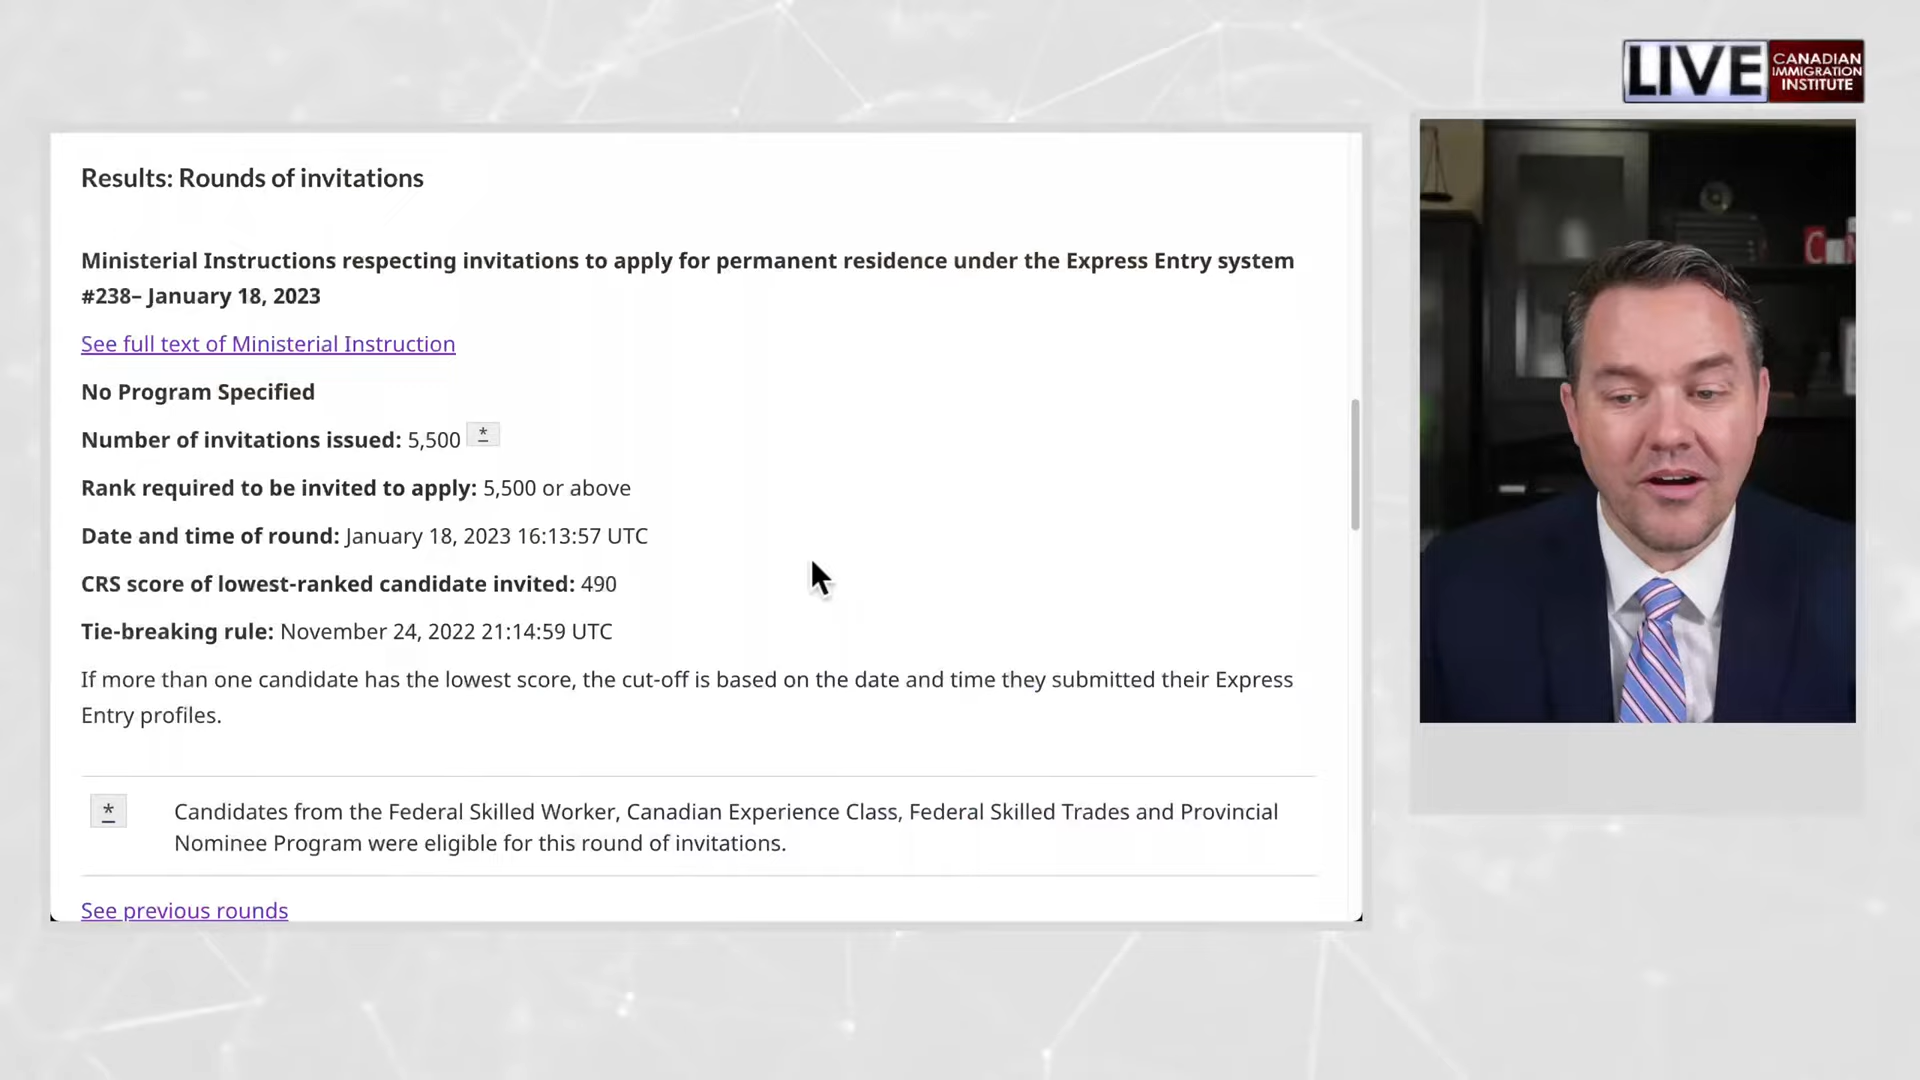 LIVE
CANADIAN
IMMIGRATION
INSTITUTE
Results: Rounds of invitations
Ministerial Instructions respecting invitations to apply for permanent residence under the Express Entry system
#238– January 18, 2023
See full text of Ministerial Instruction
No Program Specified
Number of invitations issued: 5,500 *
Rank required to be invited to apply: 5,500 or above
Date and time of round: January 18, 2023 16:13:57 UTC
CRS score of lowest-ranked candidate invited: 490
Tie-breaking rule: November 24, 2022 21:14:59 UTC
If more than one candidate has the lowest score, the cut-off is based on the date and time they submitted their Express
Entry profiles.
* Candidates from the Federal Skilled Worker, Canadian Experience Class, Federal Skilled Trades and Provincial
Nominee Program were eligible for this round of invitations.
See previous rounds